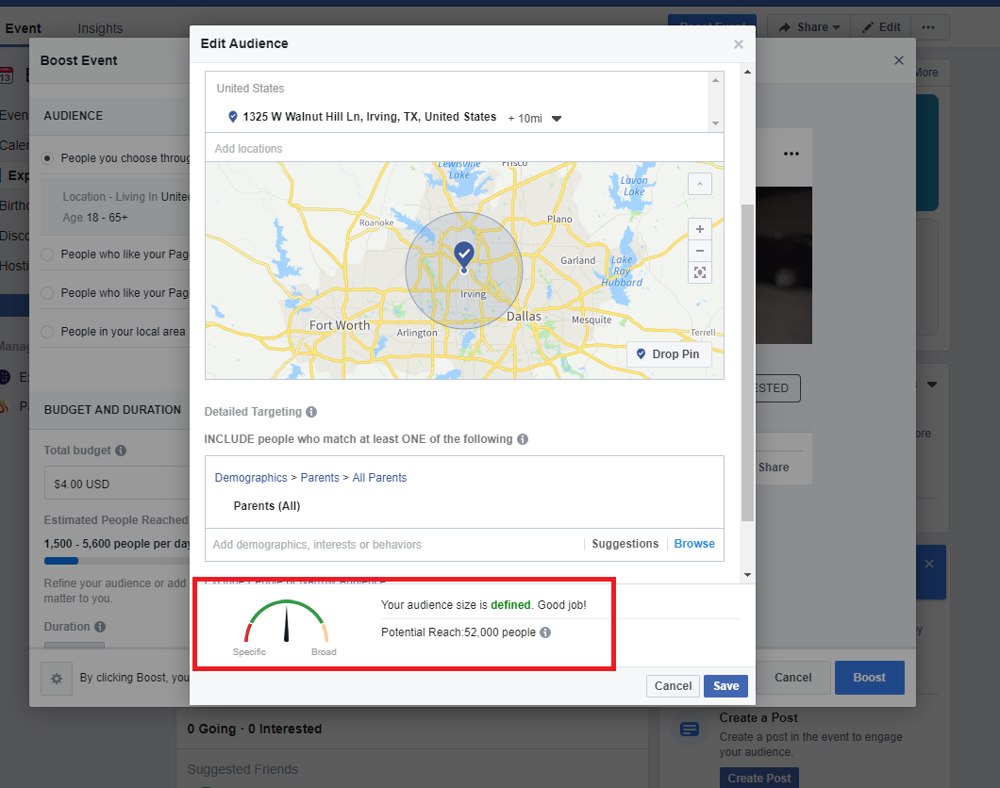 Event
Insights
Boost Event
Share
Edit
Boost Event
Edit Audience
More
AUDIENCE
People you choose throug
Location - Living In United
Age 18 - 65+
People who like your Pag
People who like your Pag
People in your local area
BUDGET AND DURATION
Total budget
$4.00 USD
Estimated People Reached
1,500 - 5,600 people per day
Refine your audience or add
matter to you.
Duration
By clicking Boost, you
United States
1325 W Walnut Hill Ln, Irving, TX, United States + 10mi
Add locations
Lewisville
Lake
Frisco
Lavon
Lake
Roanoke
Plano
Garland
Lake
Ray
Hubbard
Irving
Fort Worth
Dallas
Arlington
Mesquite
Terrell
Drop Pin
Detailed Targeting
INCLUDE people who match at least ONE of the following
Demographics > Parents > All Parents
Parents (All)
Add demographics, interests or behaviors
Suggestions
Browse
Your audience size is defined. Good job!
Potential Reach:52,000 people
Specific
Broad
Cancel
Save
ESTED
Share
Cancel
Boost
0 Going · 0 Interested
Suggested Friends
Create a Post
Create a post in the event to engage
your audience.
Create Post